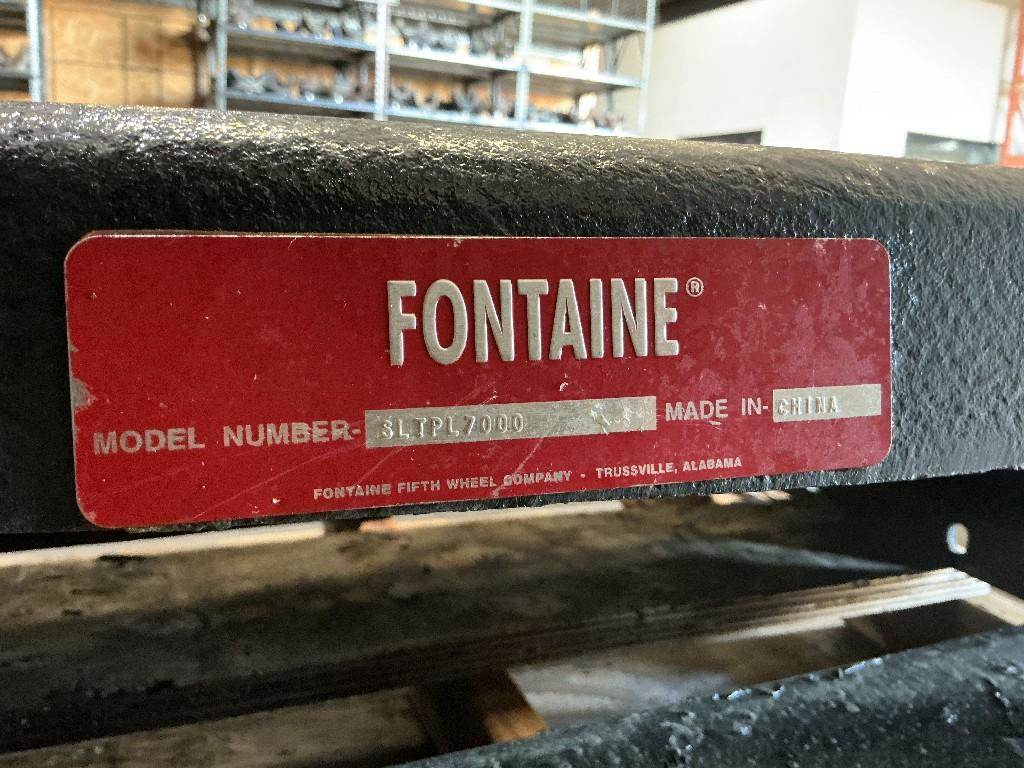 FONTAINE®
MODEL NUMBER- SLTPL7000 MADE IN- CHINA
FONTAINE FIFTH WHEEL COMPANY - TRUSSVILLE, ALABAMA